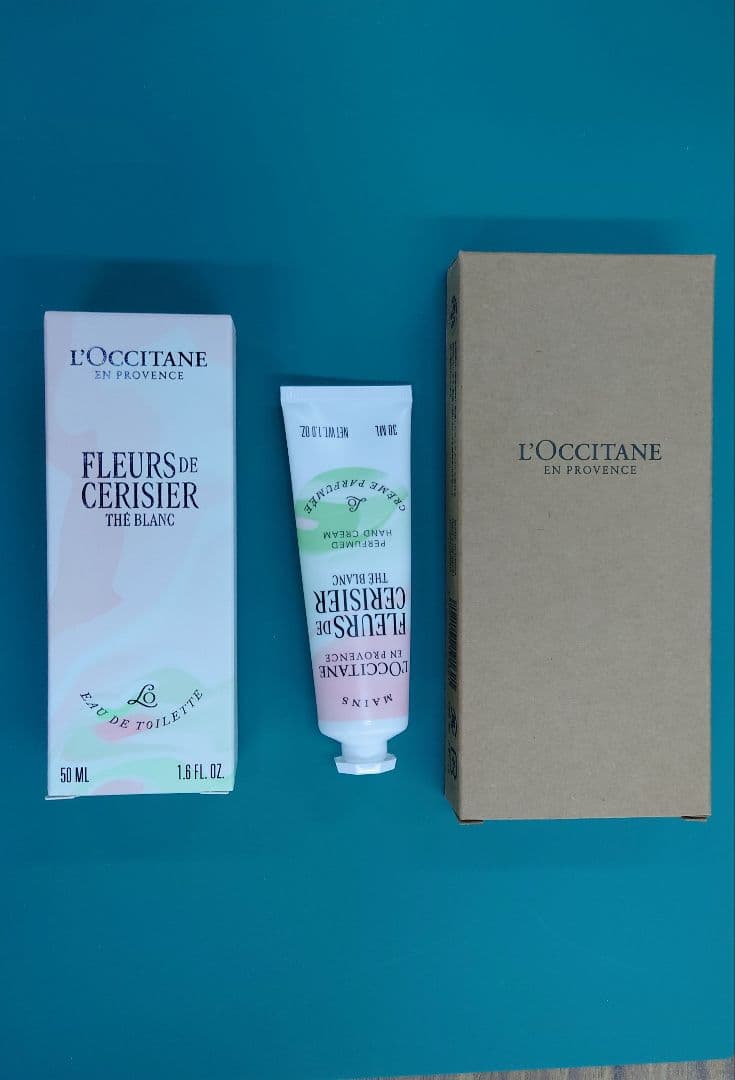 L'OCCITANE
EN PROVENCE
FLEURS DE
CERISIER
THÉ BLANC
LO
EAU DE TOILETTE
50 ML 1.6 FL. OZ.
MAINS
L'OCCITANE
EN PROVENCE
FLEURS DE
CERISIER
THÉ BLANC
PERFUMED
HAND CREAM
LO
CRÈME PARFUMÉE
30 ML NET WT. 1.0 OZ.
L'OCCITANE
EN PROVENCE